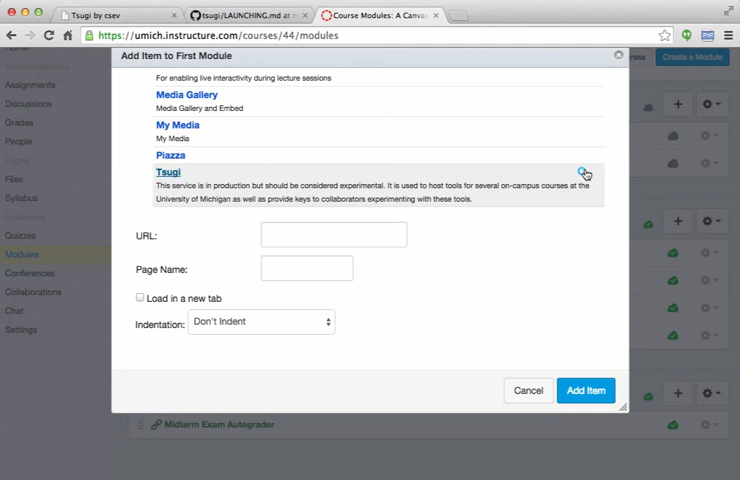 Tsugi by csev
tsugi/LAUNCHING.md at m
Course Modules: A Canvas
https://umich.instructure.com/courses/44/modules
Home
Announcements
Assignments
Discussions
Grades
People
Pages
Files
Syllabus
Outcomes
Quizzes
Modules
Conferences
Collaborations
Chat
Settings
Create a Module
Add Item to First Module
For enabling live interactivity during lecture sessions
Media Gallery
Media Gallery and Embed
My Media
My Media
Piazza
Tsugi
This service is in production but should be considered experimental. It is used to host tools for several on-campus courses at the
University of Michigan as well as provide keys to collaborators experimenting with these tools.
URL:
Page Name:
Load in a new tab
Indentation: Don't Indent
Cancel
Add Item
Midterm Exam Autograder